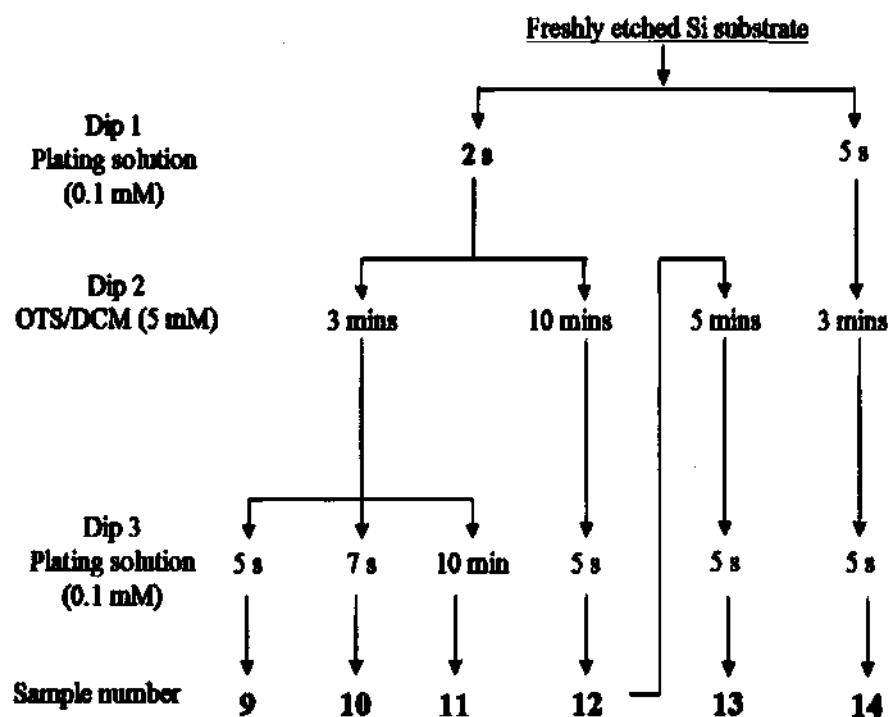 Freshly etched Si substrate
Dip 1
Plating solution
(0.1 mM)
2 s
5 s
Dip 2
OTS/DCM (5 mM)
3 mins
10 mins
5 mins
3 mins
Dip 3
Plating solution
(0.1 mM)
5 s
7 s
10 min
5 s
5 s
5 s
Sample number
9
10
11
12
13
14